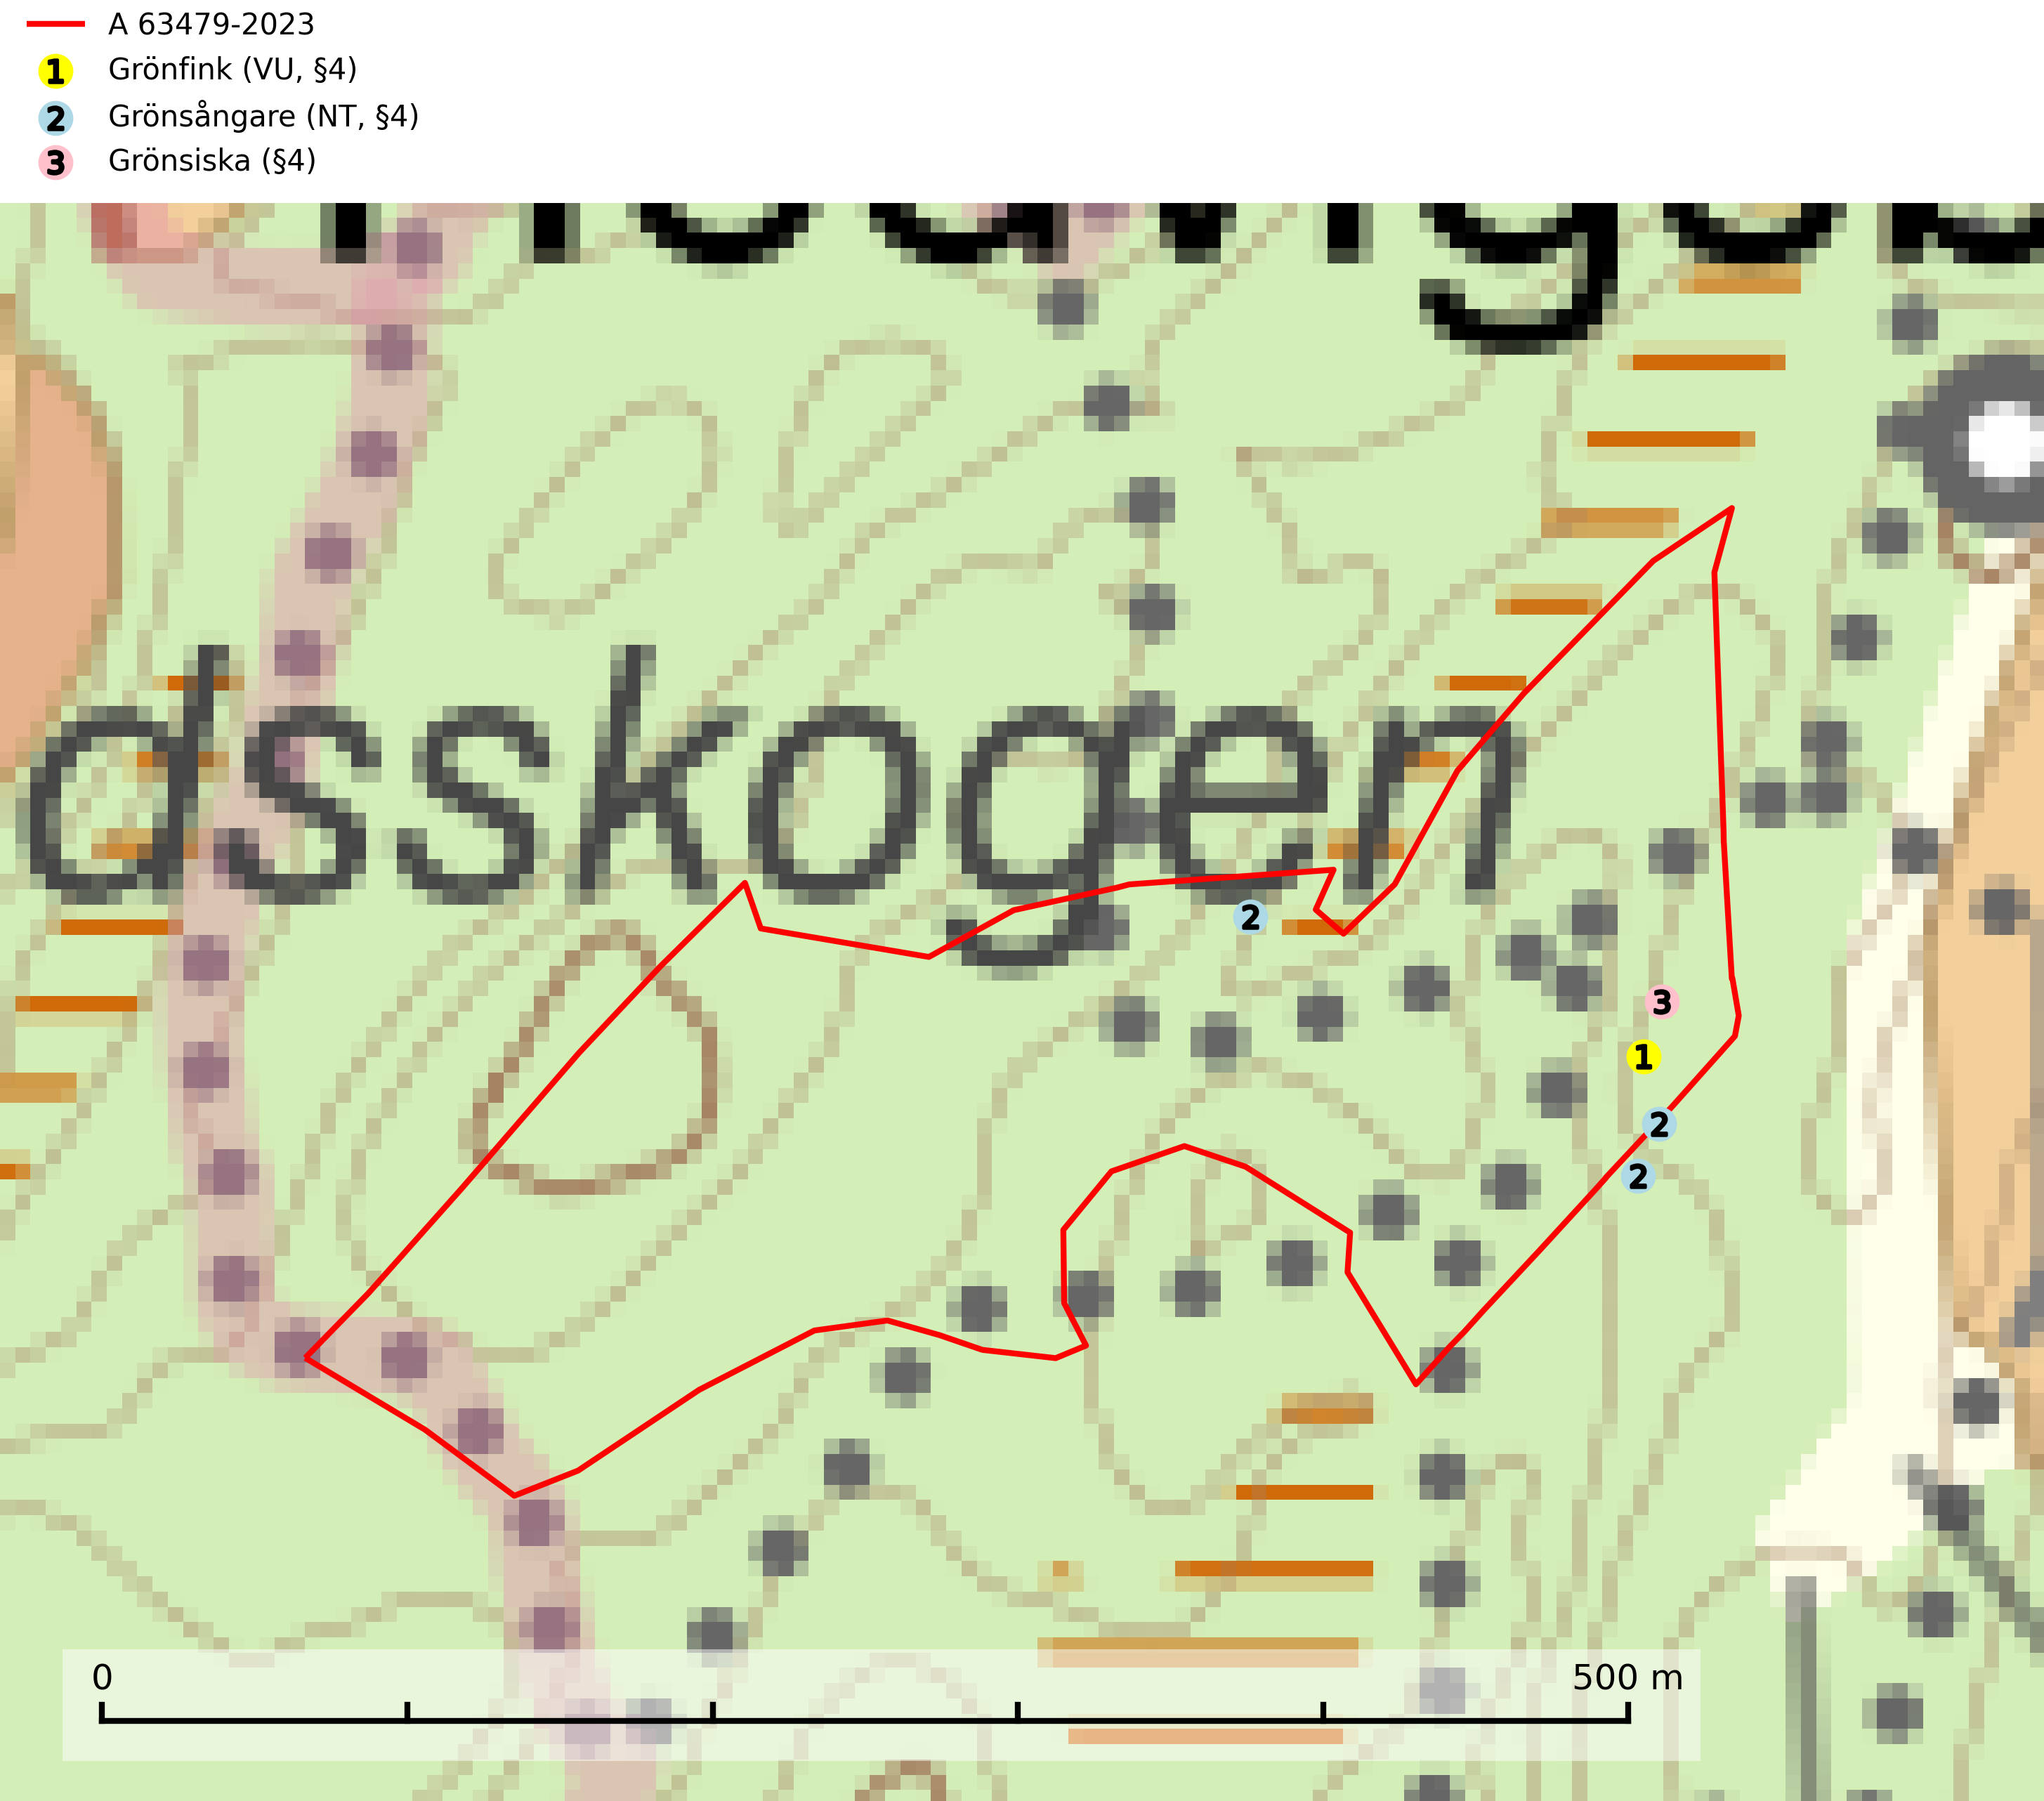 A 63479-2023
1 Grönfink (VU, §4)
2 Grönsångare (NT, §4)
3 Grönsiska (§4)
dsskogen
2
3
1
2
2
0 500 m